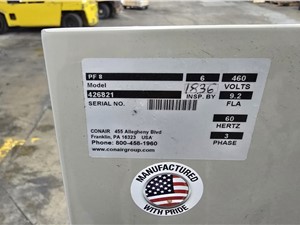 PF 8 6 460
Model 1836 VOLTS
426821 INSP. BY 9.2
SERIAL NO. FLA
60
HERTZ
CONAIR 455 Allegheny Blvd 3
Franklin, PA 16323 USA PHASE
Phone: 800-458-1960
www.conairgroup.com
MANUFACTURED
WITH PRIDE